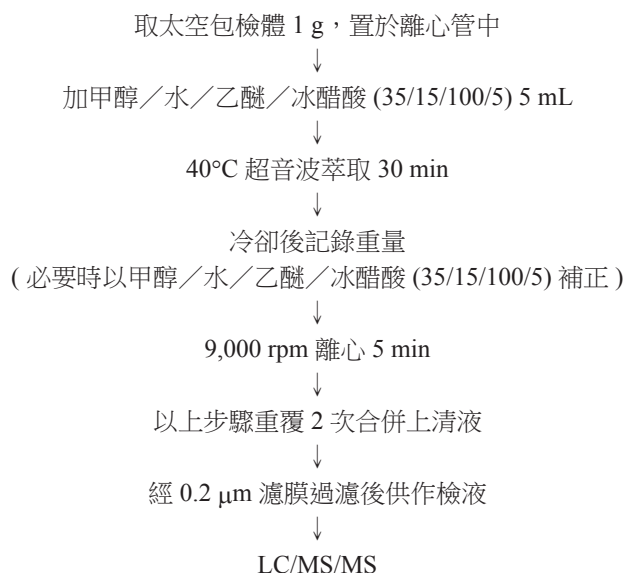 取太空包檢體 1 g，置於離心管中
↓
加甲醇／水／乙醚／冰醋酸 (35/15/100/5) 5 mL
↓
40°C 超音波萃取 30 min
↓
冷卻後記錄重量
( 必要時以甲醇／水／乙醚／冰醋酸 (35/15/100/5) 補正 )
↓
9,000 rpm 離心 5 min
↓
以上步驟重覆 2 次合併上清液
↓
經 0.2 μm 濾膜過濾後供作檢液
↓
LC/MS/MS